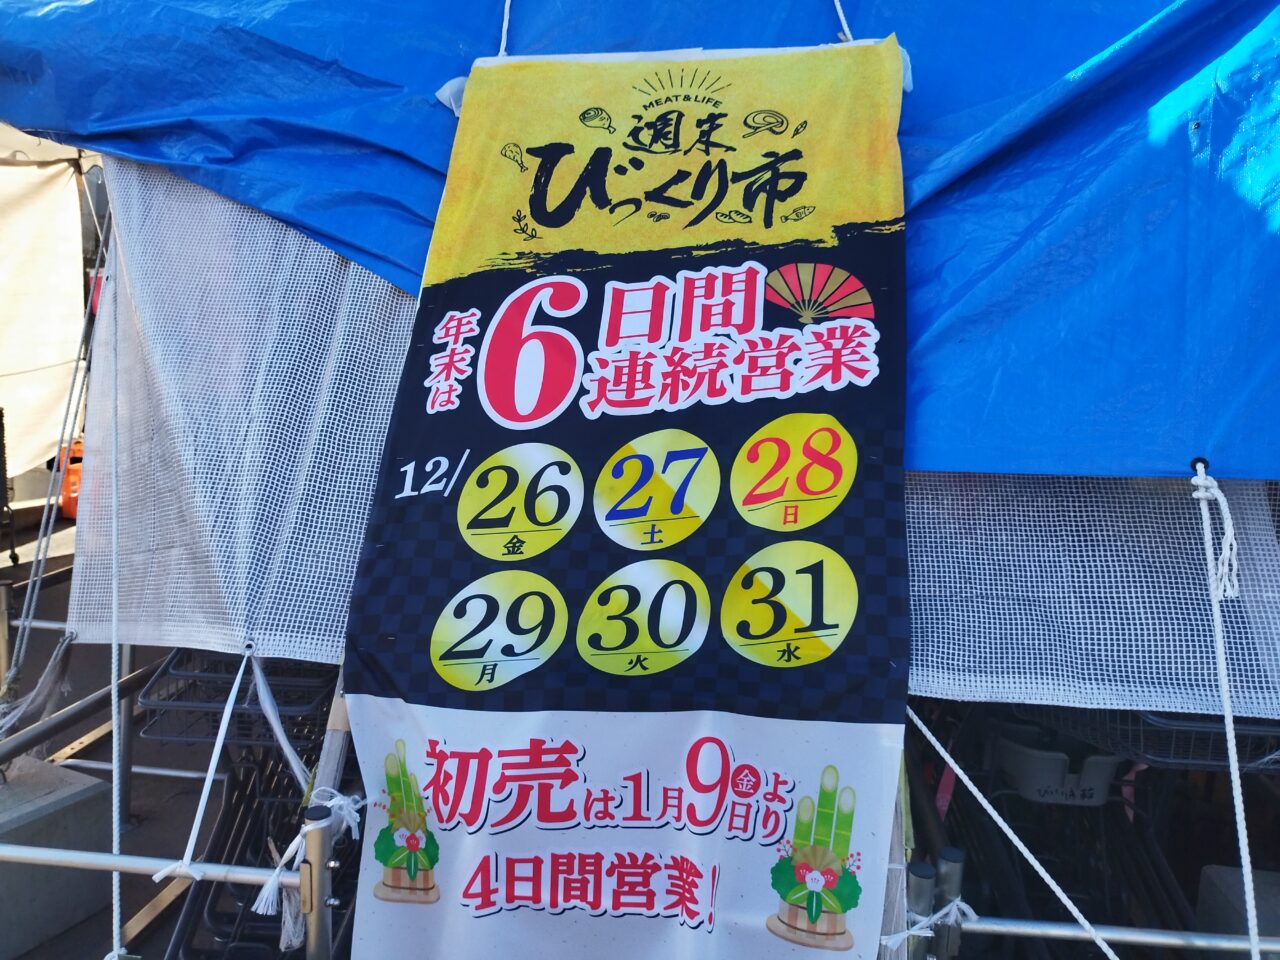 MEAT&LIFE
週末
びっくり市
年末は
6日間
連続営業
12/
26
金
27
土
28
日
29
月
30
火
31
水
初売は1月9日(金)より
4日間営業!